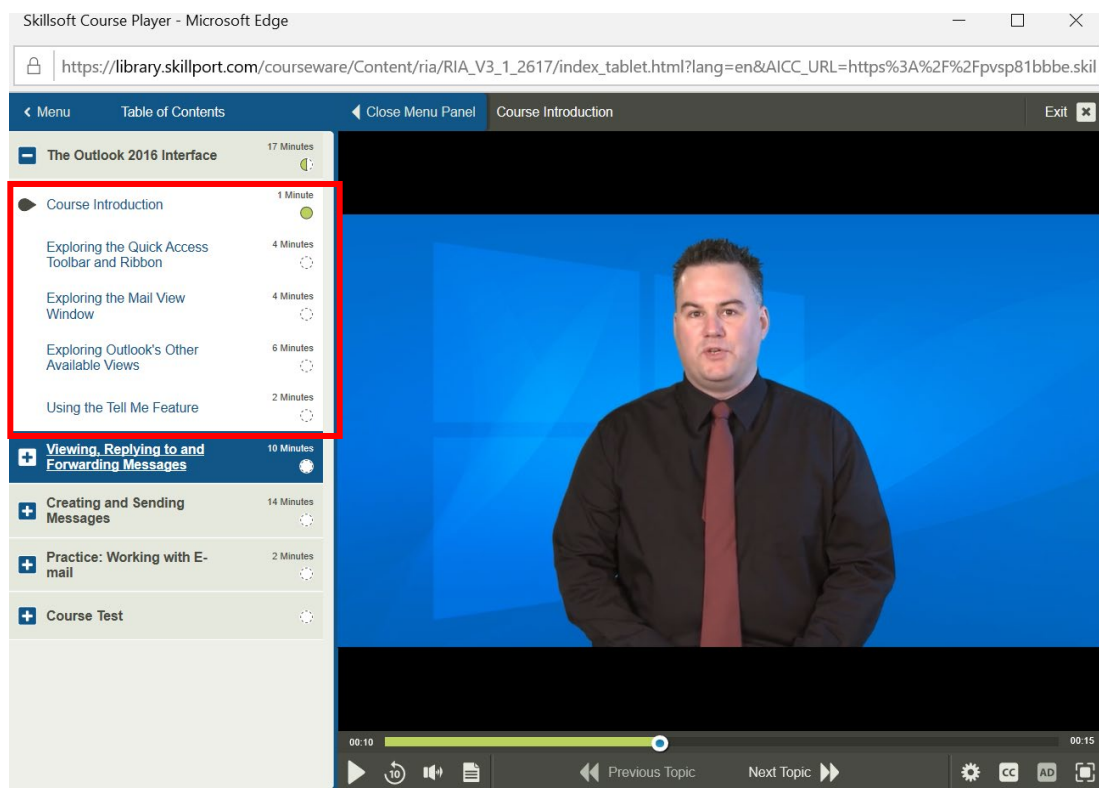 Skillsoft Course Player - Microsoft Edge
https://library.skillport.com/courseware/Content/ria/RIA_V3_1_2617/index_tablet.html?lang=en&AICC_URL=https%3A%2F%2Fpvsp81bbbe.skil
Menu Table of Contents Close Menu Panel Course Introduction Exit
The Outlook 2016 Interface 17 Minutes
Course Introduction 1 Minute
Exploring the Quick Access 4 Minutes
Toolbar and Ribbon
Exploring the Mail View 4 Minutes
Window
Exploring Outlook's Other 6 Minutes
Available Views
Using the Tell Me Feature 2 Minutes
Viewing, Replying to and 10 Minutes
Forwarding Messages
Creating and Sending 14 Minutes
Messages
Practice: Working with E- 2 Minutes
mail
Course Test
00:10 00:15
10 Previous Topic Next Topic CC AD